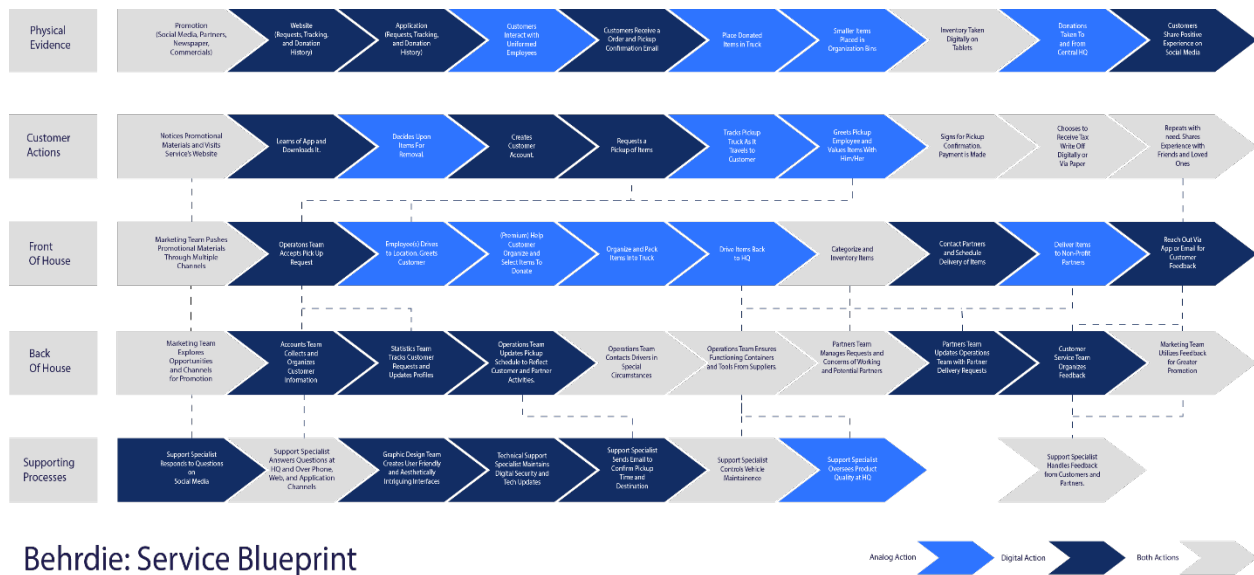 Physical
Evidence
Promotion
(Social Media, Partners,
Newspaper,
Commercials)
Website
(Requests, Tracking,
and Donation
History)
Application
(Requests, Tracking,
and Donation
History)
Customers
Interact with
Uniformed
Employees
Customers Receive a
Order and Pickup
Confirmation Email
Place Donated
Items in Truck
Smaller Items
Placed in
Organization Bins
Inventory Taken
Digitally on
Tablets
Donations
Taken To
and From
Central HQ
Customers
Share Positive
Experience on
Social Media
Customer
Actions
Notices Promotional
Materials and Visits
Service's Website
Learns of App and
Downloads It.
Decides Upon
Items For
Removal.
Creates
Customer
Account.
Requests a
Pickup of Items
Tracks Pickup
Truck As It
Travels to
Customer
Greets Pickup
Employee and
Values Items With
Him/Her
Signs for Pickup
Confirmation.
Payment is Made
Chooses to
Receive Tax
Write Off
Digitally or
Via Paper
Repeats with
need. Shares
Experience with
Friends and Loved
Ones
Front
Of House
Marketing Team Pushes
Promotional Materials
Through Multiple
Channels
Operatons Team
Accepts Pick Up
Request
Employee(s) Drives
to Location, Greets
Customer
(Premium) Help
Customer
Organize and
Select Items To
Donate
Organize and Pack
Items Into Truck
Drive Items Back
to HQ
Categorize and
Inventory Items
Contact Partners
and Schedule
Delivery of Items
Deliver Items
to Non-Profit
Partners
Reach Out Via
App or Email for
Customer
Feedback
Back
Of House
Marketing Team
Explores
Opportunities
and Channels
for Promotion
Accounts Team
Collects and
Organizes
Customer
Information
Statistics Team
Tracks Customer
Requests and
Updates Profiles
Operations Team
Updates Pickup
Schedule to Reflect
Customer and Partner
Activities.
Operations Team
Contacts Drivers in
Special
Circumstances
Operations Team Ensures
Functioning Containers
and Tools From Suppliers.
Partners Team
Manages Requests and
Concerns of Working
and Potential Partners
Partners Team
Updates Operations
Team with Partner
Delivery Requests
Customer
Service Team
Organizes
Feedback
Marketing Team
Utilizes Feedback
for Greater
Promotion
Supporting
Processes
Support Specialist
Responds to Questions
on
Social Media
Support Specialist
Answers Questions at
HQ and Over Phone,
Web, and Application
Channels
Graphic Design Team
Creates User Friendly
and Aesthetically
Intriguing Interfaces
Technical Support
Specialist Maintains
Digital Security and
Tech Updates
Support Specialist
Sends Email to
Confirm Pickup
Time and
Destination
Support Specialist
Controls Vehicle
Maintainence
Support Specialist
Oversees Product
Quality at HQ
Support Specialist
Handles Feedback
from Customers and
Partners.
Behrdie: Service Blueprint
Analog Action
Digital Action
Both Actions